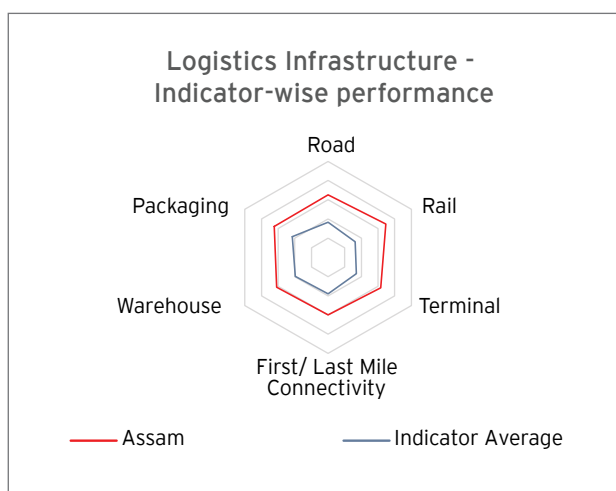 Logistics Infrastructure -
Indicator-wise performance
Road
Packaging
Rail
Warehouse
Terminal
First/ Last Mile
Connectivity
Assam
Indicator Average